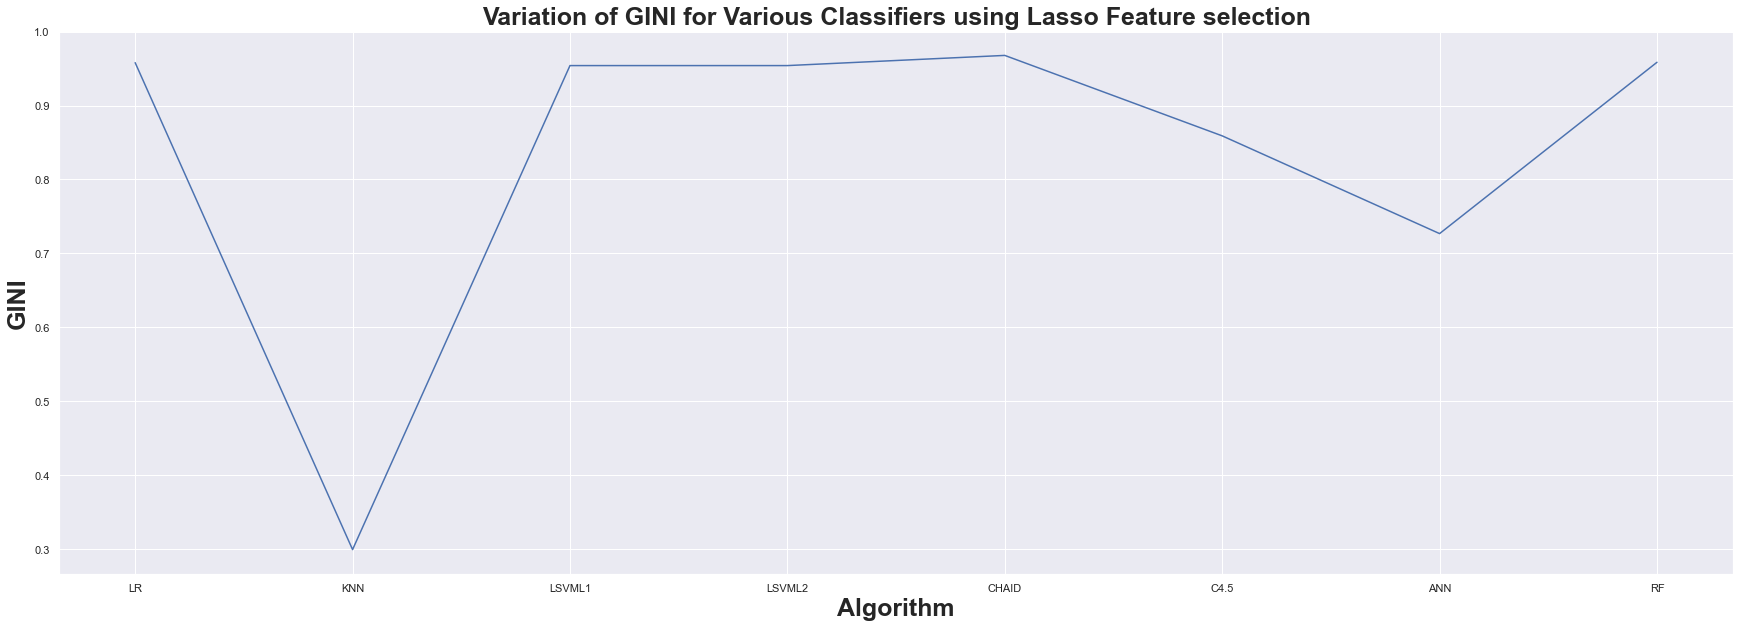 Variation of GINI for Various Classifiers using Lasso Feature selection
1.0
0.9
0.8
0.7
0.6
0.5
0.4
0.3
GINI
LR KNN LSVML1 LSVML2 CHAID C4.5 ANN RF
Algorithm